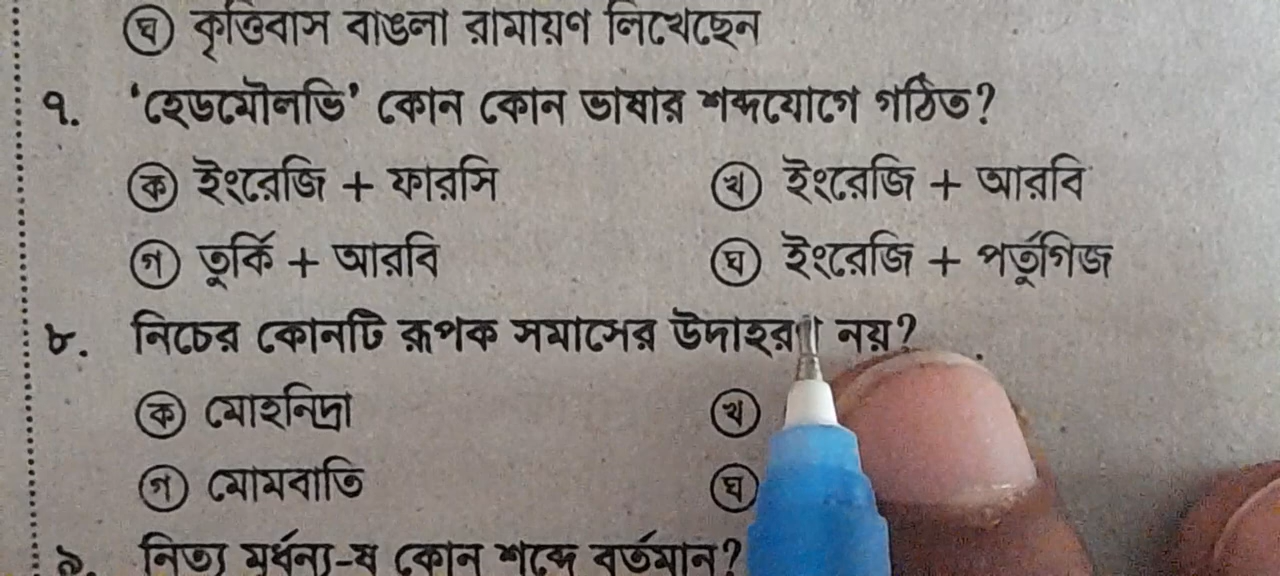 ঘ কৃত্তিবাস বাঙলা রামায়ণ লিখেছেন
৭. ‘হেডমৌলভি’ কোন কোন ভাষার শব্দযোগে গঠিত?
ক ইংরেজি + ফারসি খ ইংরেজি + আরবি
গ তুর্কি + আরবি ঘ ইংরেজি + পর্তুগিজ
৮. নিচের কোনটি রূপক সমাসের উদাহরণ নয়?
ক মোহনিদ্রা খ
গ মোমবাতি ঘ
৯. নিত্য মূর্ধন্য-ষ কোন শব্দে বর্তমান?